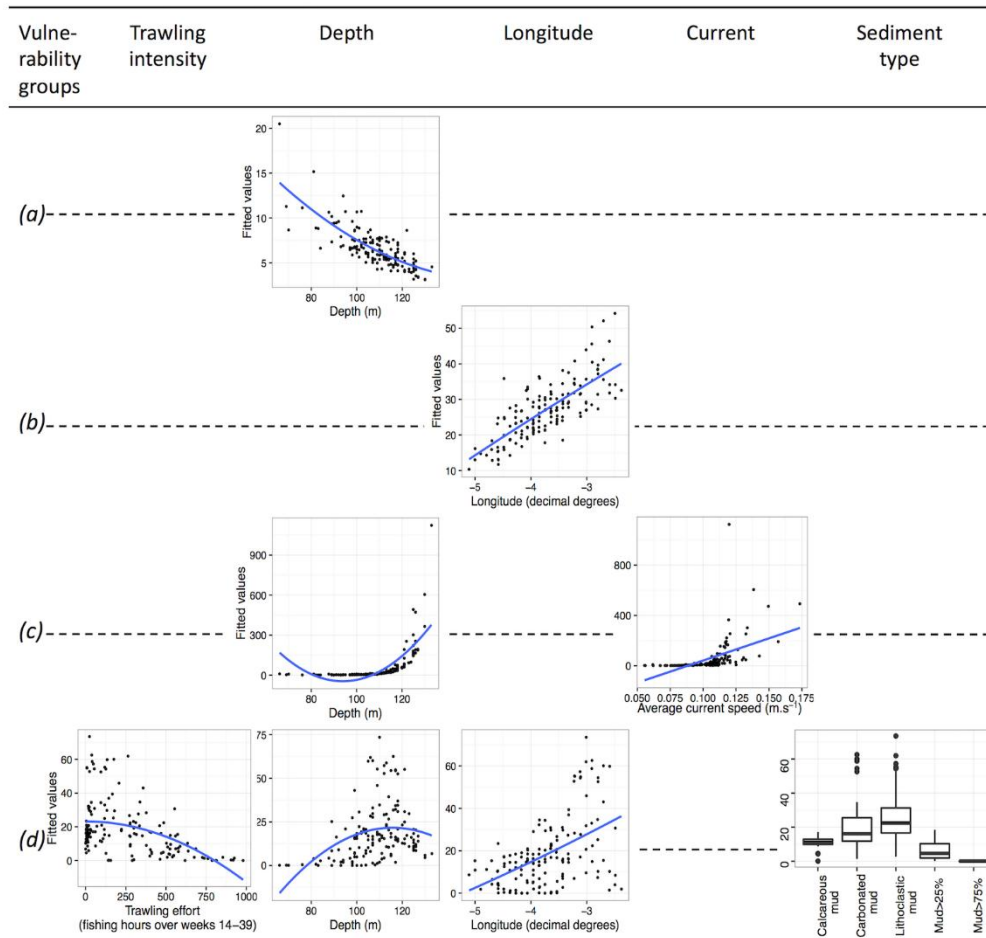 Vulne-
rability
groups
Trawling
intensity
Depth
Longitude
Current
Sediment
type
(a)
Fitted values
20
15
10
5
80 100 120
Depth (m)
(b)
Fitted values
50
40
30
20
10
−5 −4 −3
Longitude (decimal degrees)
(c)
Fitted values
900
600
300
0
80 100 120
Depth (m)
800
400
0
0.050 0.075 0.100 0.125 0.150 0.175
Average current speed (m.s⁻¹)
(d)
Fitted values
60
40
20
0
0 250 500 750 1000
Trawling effort
(fishing hours over weeks 14–39)
75
50
25
0
80 100 120
Depth (m)
60
40
20
0
−5 −4 −3
Longitude (decimal degrees)
60
40
20
0
Calcareous
mud
Carbonated
mud
Lithoclastic
mud
Mud>25%
Mud>75%